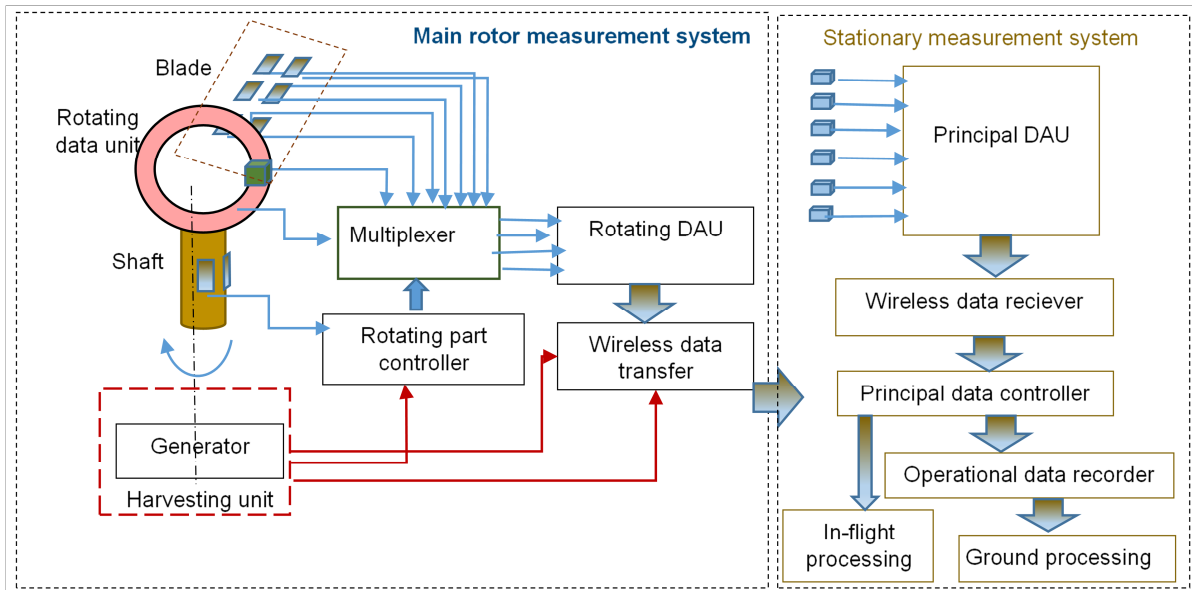 Main rotor measurement system
Blade
Rotating
data unit
Multiplexer
Rotating DAU
Shaft
Rotating part
controller
Wireless data
transfer
Generator
Harvesting unit
Stationary measurement system
Principal DAU
Wireless data reciever
Principal data controller
Operational data recorder
In-flight
processing
Ground processing